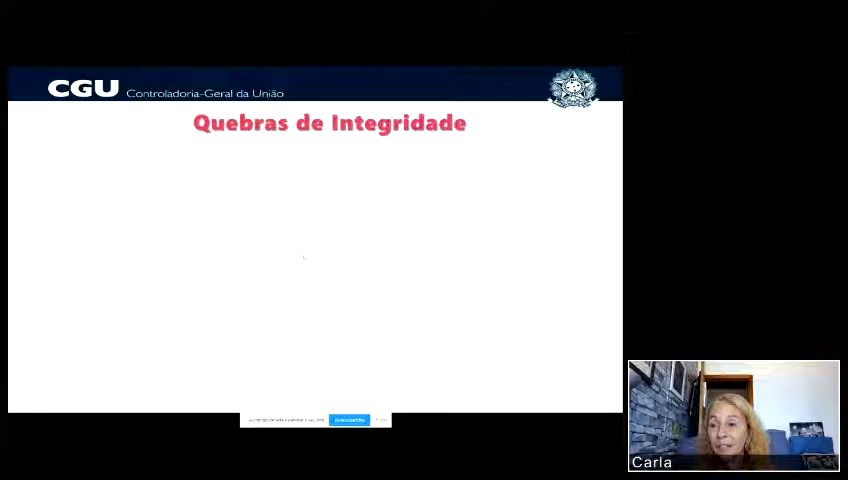 CGU Controladoria-Geral da União
Quebras de Integridade
Carla